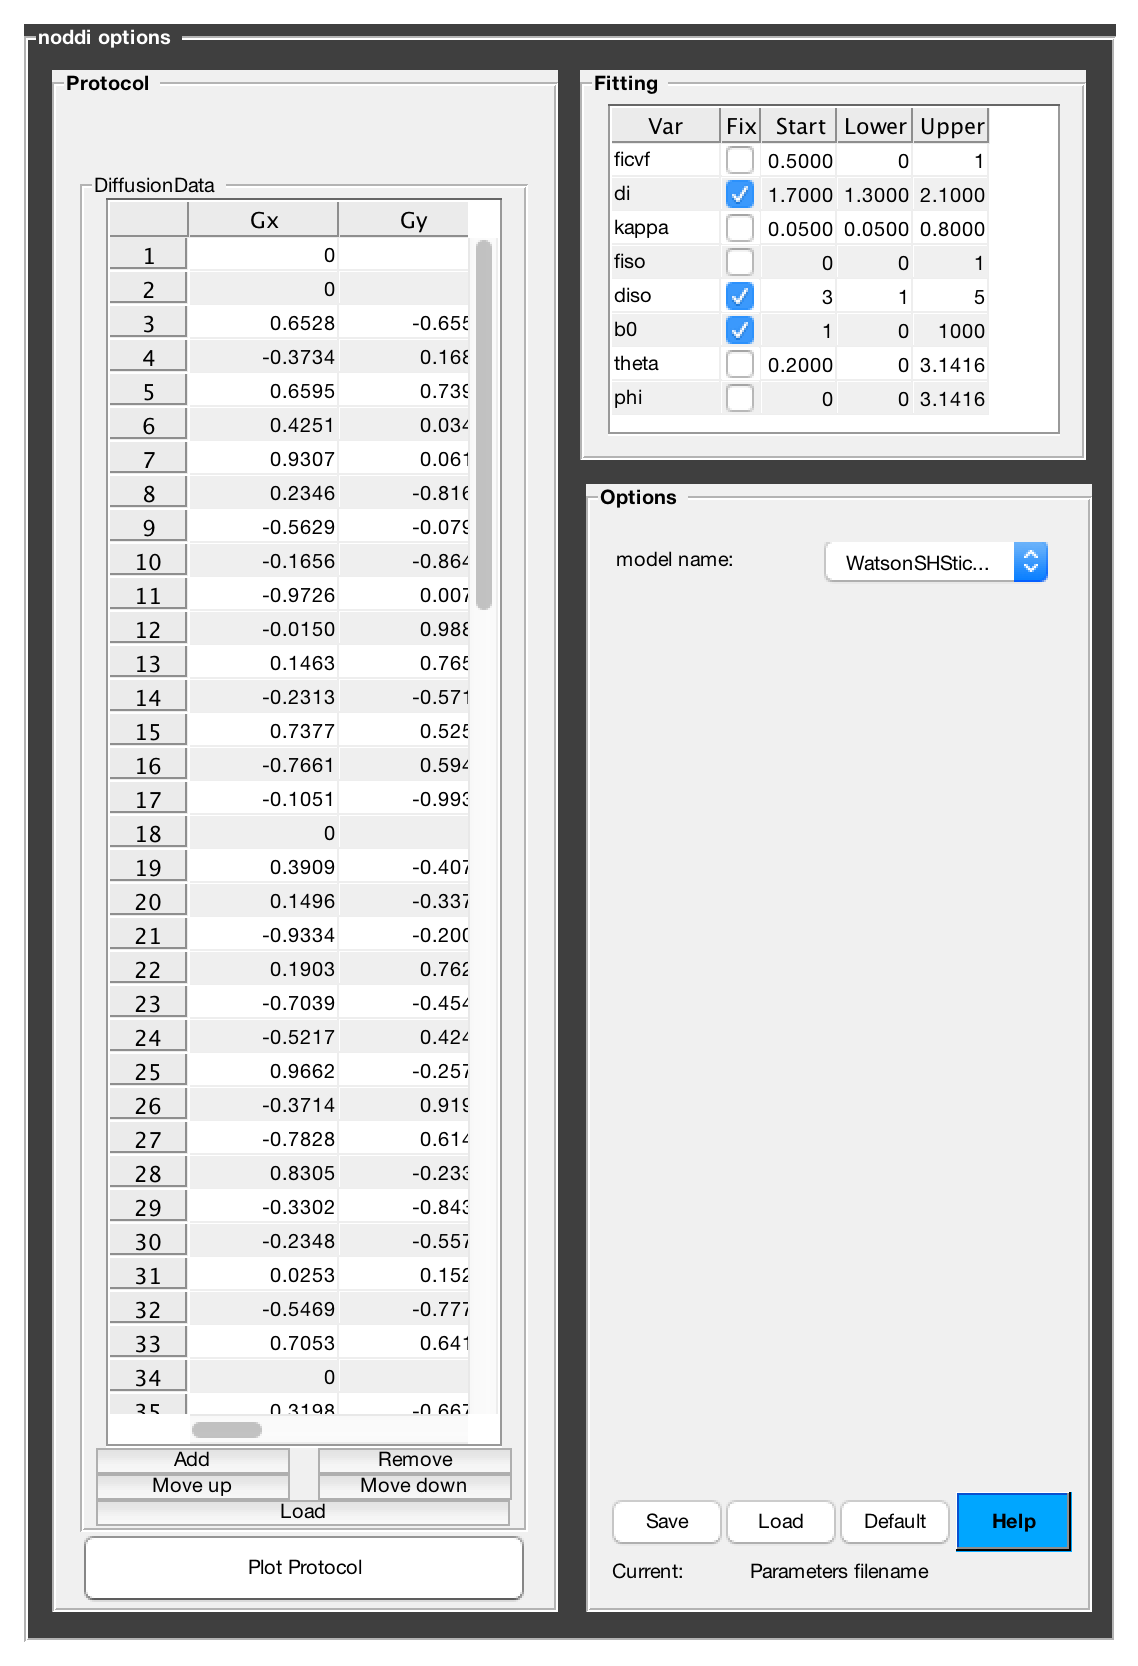 noddi options
Protocol
DiffusionData
Gx Gy
1 0
2 0
3 0.6528 -0.655
4 -0.3734 0.168
5 0.6595 0.739
6 0.4251 0.034
7 0.9307 0.061
8 0.2346 -0.816
9 -0.5629 -0.079
10 -0.1656 -0.864
11 -0.9726 0.007
12 -0.0150 0.988
13 0.1463 0.765
14 -0.2313 -0.571
15 0.7377 0.525
16 -0.7661 0.594
17 -0.1051 -0.993
18 0
19 0.3909 -0.407
20 0.1496 -0.337
21 -0.9334 -0.200
22 0.1903 0.762
23 -0.7039 -0.454
24 -0.5217 0.424
25 0.9662 -0.257
26 -0.3714 0.919
27 -0.7828 0.614
28 0.8305 -0.233
29 -0.3302 -0.843
30 -0.2348 -0.557
31 0.0253 0.152
32 -0.5469 -0.777
33 0.7053 0.641
34 0
35 0.3198 -0.667
Add Remove
Move up Move down
Load
Plot Protocol
Fitting
Var Fix Start Lower Upper
ficvf 0.5000 0 1
di 1.7000 1.3000 2.1000
kappa 0.0500 0.0500 0.8000
fiso 0 0 1
diso 3 1 5
b0 1 0 1000
theta 0.2000 0 3.1416
phi 0 0 3.1416
Options
model name: WatsonSHStic...
Save Load Default Help
Current: Parameters filename